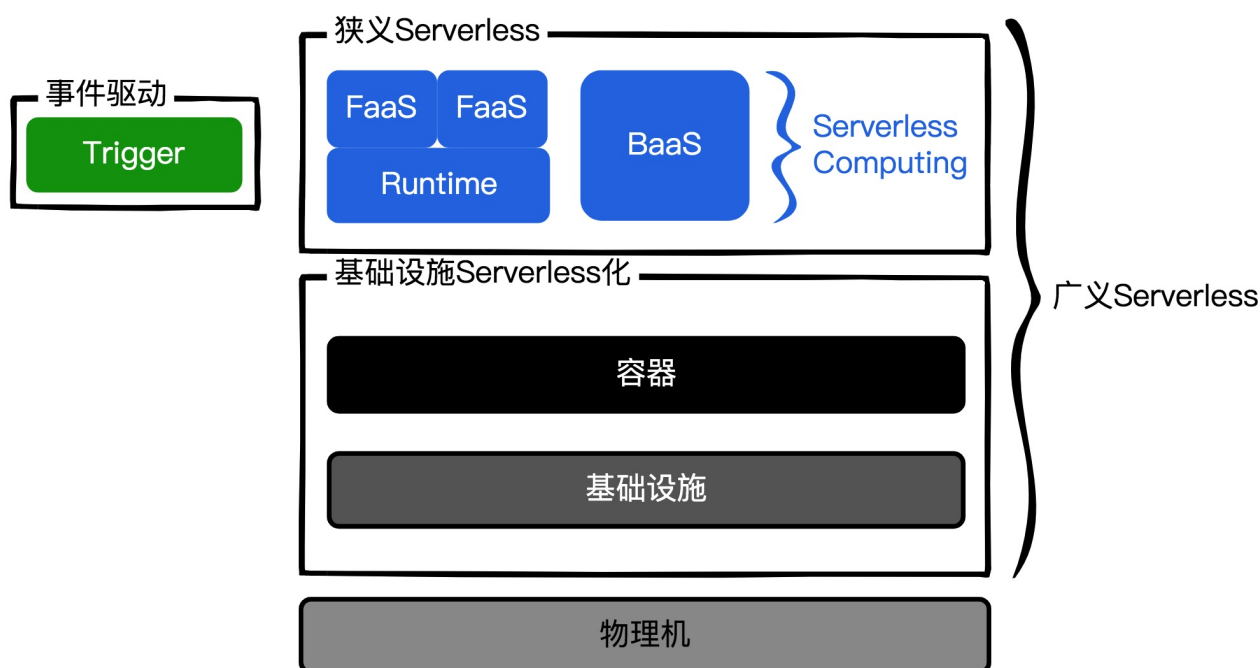 狭义Serverless
事件驱动
Trigger
FaaS
FaaS
Runtime
BaaS
Serverless
Computing
基础设施Serverless化
广义Serverless
容器
基础设施
物理机